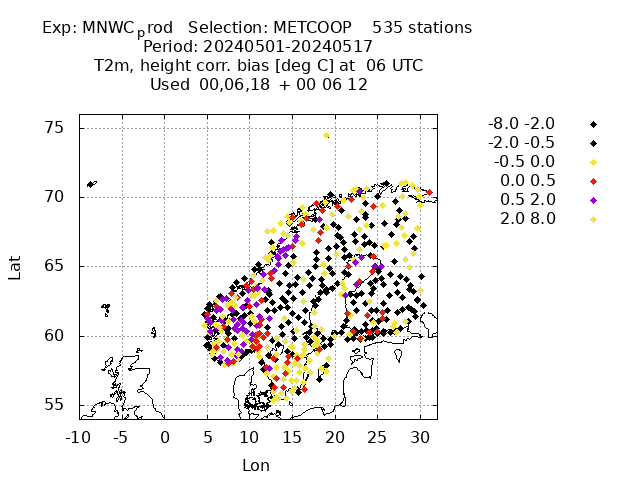 Exp: MNWCprod Selection: METCOOP 535 stations
Period: 20240501-20240517
T2m, height corr. bias [deg C] at 06 UTC
Used 00,06,18 + 00 06 12
-8.0 -2.0
-2.0 -0.5
-0.5 0.0
0.0 0.5
0.5 2.0
2.0 8.0
75
70
65
60
55
Lat
-10 -5 0 5 10 15 20 25 30
Lon